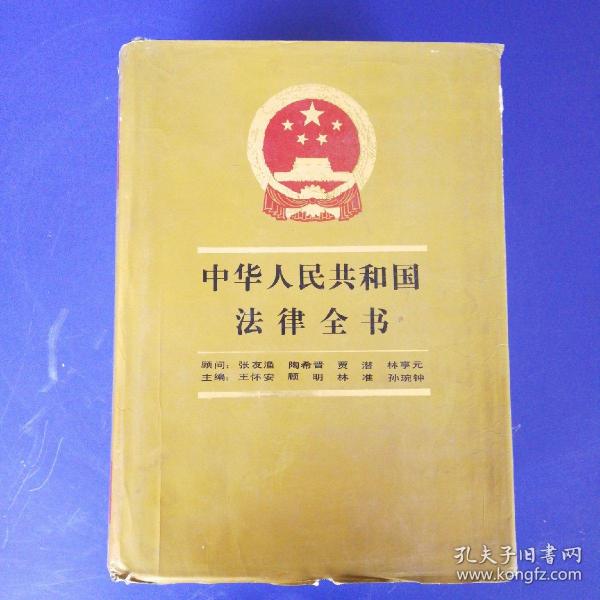 中华人民共和国
法律全书
顾问：张友渔 陶希晋 贾潜 林亨元
主编：王怀安 顾明 林准 孙琬钟
孔夫子旧书网
www.kongfz.com